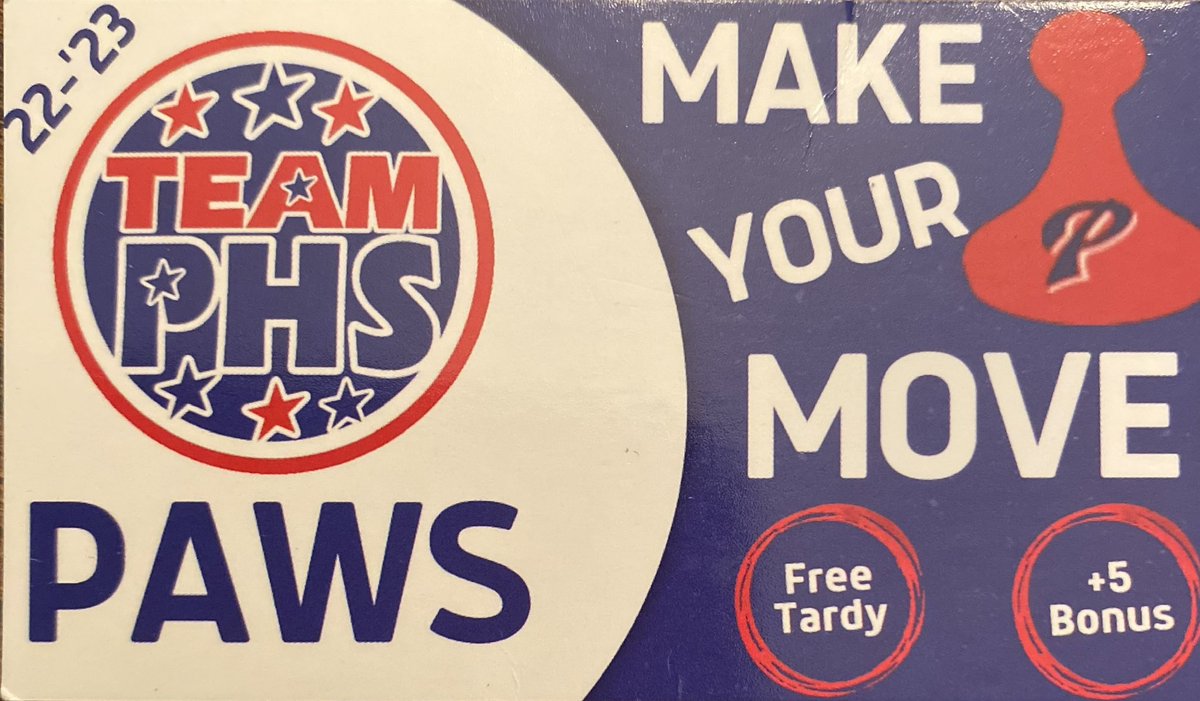 22-'23
TEAM
PHS
PAWS
MAKE
YOUR
MOVE
P
Free
Tardy
+5
Bonus